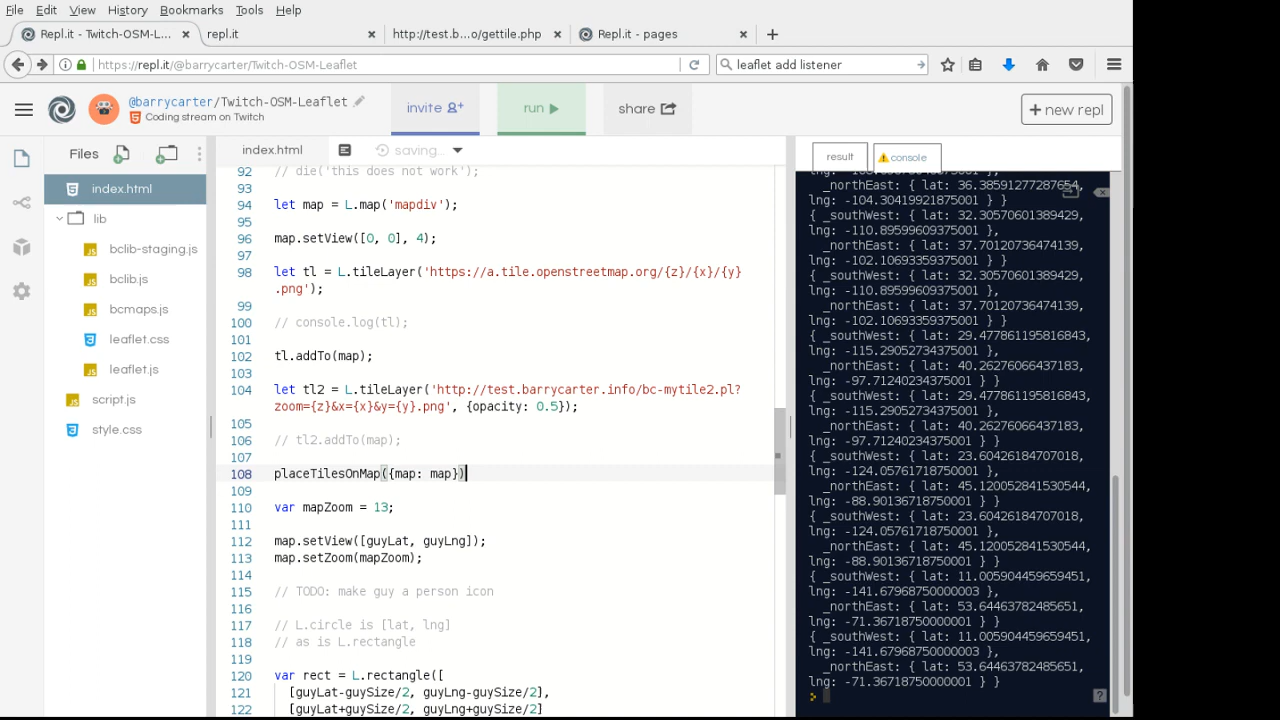 File Edit View History Bookmarks Tools Help
Repl.it - Twitch-OSM-L... × repl.it × http://test.b...o/gettile.php × Repl.it - pages × +
https://repl.it/@barrycarter/Twitch-OSM-Leaflet leaflet add listener
@barrycarter/Twitch-OSM-Leaflet
Coding stream on Twitch
invite run share + new repl
Files
index.html
lib
bclib-staging.js
bclib.js
bcmaps.js
leaflet.css
leaflet.js
script.js
style.css
index.html saving...
92 // die('this does not work');
93
94 let map = L.map('mapdiv');
95
96 map.setView([0, 0], 4);
97
98 let tl = L.tileLayer('https://a.tile.openstreetmap.org/{z}/{x}/{y}
.png');
99
100 // console.log(tl);
101
102 tl.addTo(map);
103
104 let tl2 = L.tileLayer('http://test.barrycarter.info/bc-mytile2.pl?
zoom={z}&x={x}&y={y}.png', {opacity: 0.5});
105
106 // tl2.addTo(map);
107
108 placeTilesOnMap({map: map})
109
110 var mapZoom = 13;
111
112 map.setView([guyLat, guyLng]);
113 map.setZoom(mapZoom);
114
115 // TODO: make guy a person icon
116
117 // L.circle is [lat, lng]
118 // as is L.rectangle
119
120 var rect = L.rectangle([
121 [guyLat-guySize/2, guyLng-guySize/2],
122 [guyLat+guySize/2, guyLng+guySize/2]
result console
_northEast: { lat: 36.38591277287654,
lng: -104.30419921875001 } }
{ _southWest: { lat: 32.30570601389429,
lng: -110.89599609375001 },
_northEast: { lat: 37.70120736474139,
lng: -102.10693359375001 } }
{ _southWest: { lat: 32.30570601389429,
lng: -110.89599609375001 },
_northEast: { lat: 37.70120736474139,
lng: -102.10693359375001 } }
{ _southWest: { lat: 29.477861195816843,
lng: -115.29052734375001 },
_northEast: { lat: 40.26276066437183,
lng: -97.71240234375001 } }
{ _southWest: { lat: 29.477861195816843,
lng: -115.29052734375001 },
_northEast: { lat: 40.26276066437183,
lng: -97.71240234375001 } }
{ _southWest: { lat: 23.60426184707018,
lng: -124.05761718750001 },
_northEast: { lat: 45.120052841530544,
lng: -88.90136718750001 } }
{ _southWest: { lat: 23.60426184707018,
lng: -124.05761718750001 },
_northEast: { lat: 45.120052841530544,
lng: -88.90136718750001 } }
{ _southWest: { lat: 11.005904459659451,
lng: -141.67968750000003 },
_northEast: { lat: 53.64463782485651,
lng: -71.36718750000001 } }
{ _southWest: { lat: 11.005904459659451,
lng: -141.67968750000003 },
_northEast: { lat: 53.64463782485651,
lng: -71.36718750000001 } }